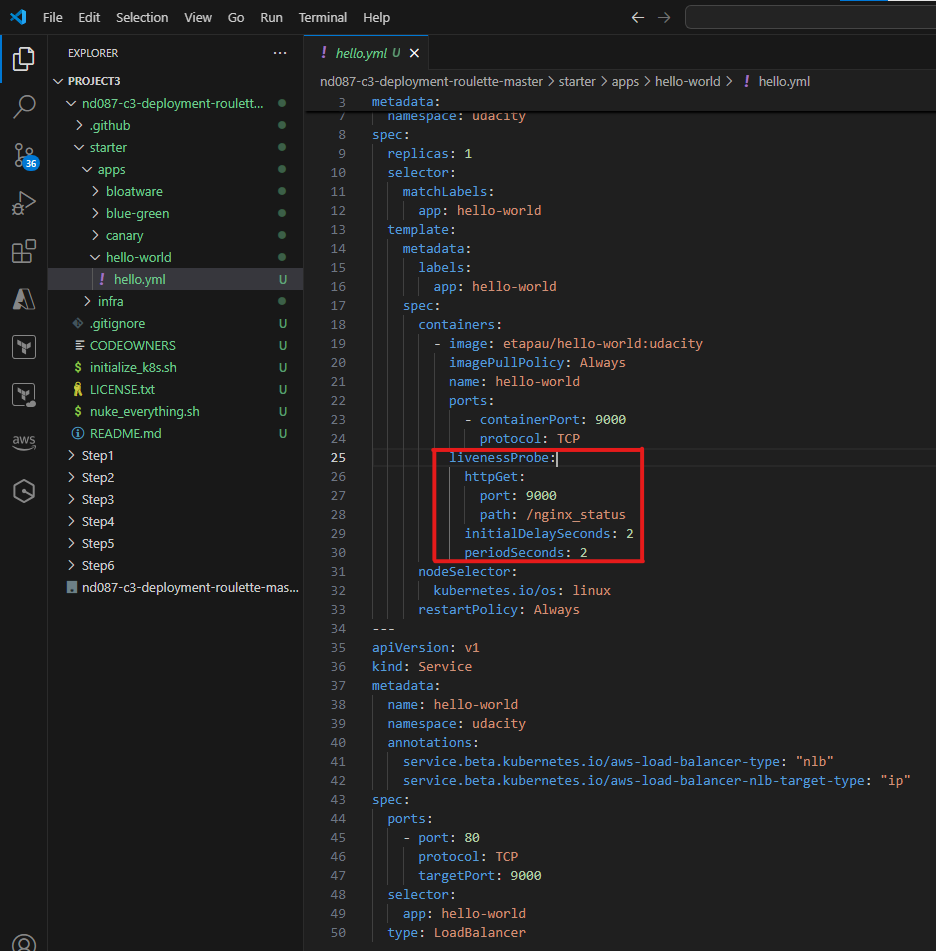 File Edit Selection View Go Run Terminal Help
EXPLORER ...
PROJECT3
nd087-c3-deployment-roulett...
.github
starter
apps
bloatware
blue-green
canary
hello-world
! hello.yml U
infra
.gitignore U
CODEOWNERS U
$ initialize_k8s.sh U
LICENSE.txt U
$ nuke_everything.sh U
README.md U
Step1
Step2
Step3
Step4
Step5
Step6
nd087-c3-deployment-roulette-mas...
36
aws
! hello.yml U ×
nd087-c3-deployment-roulette-master > starter > apps > hello-world > ! hello.yml
3 metadata:
7 namespace: udacity
8 spec:
9 replicas: 1
10 selector:
11 matchLabels:
12 app: hello-world
13 template:
14 metadata:
15 labels:
16 app: hello-world
17 spec:
18 containers:
19 - image: etapau/hello-world:udacity
20 imagePullPolicy: Always
21 name: hello-world
22 ports:
23 - containerPort: 9000
24 protocol: TCP
25 livenessProbe:
26 httpGet:
27 port: 9000
28 path: /nginx_status
29 initialDelaySeconds: 2
30 periodSeconds: 2
31 nodeSelector:
32 kubernetes.io/os: linux
33 restartPolicy: Always
34 ---
35 apiVersion: v1
36 kind: Service
37 metadata:
38 name: hello-world
39 namespace: udacity
40 annotations:
41 service.beta.kubernetes.io/aws-load-balancer-type: "nlb"
42 service.beta.kubernetes.io/aws-load-balancer-nlb-target-type: "ip"
43 spec:
44 ports:
45 - port: 80
46 protocol: TCP
47 targetPort: 9000
48 selector:
49 app: hello-world
50 type: LoadBalancer